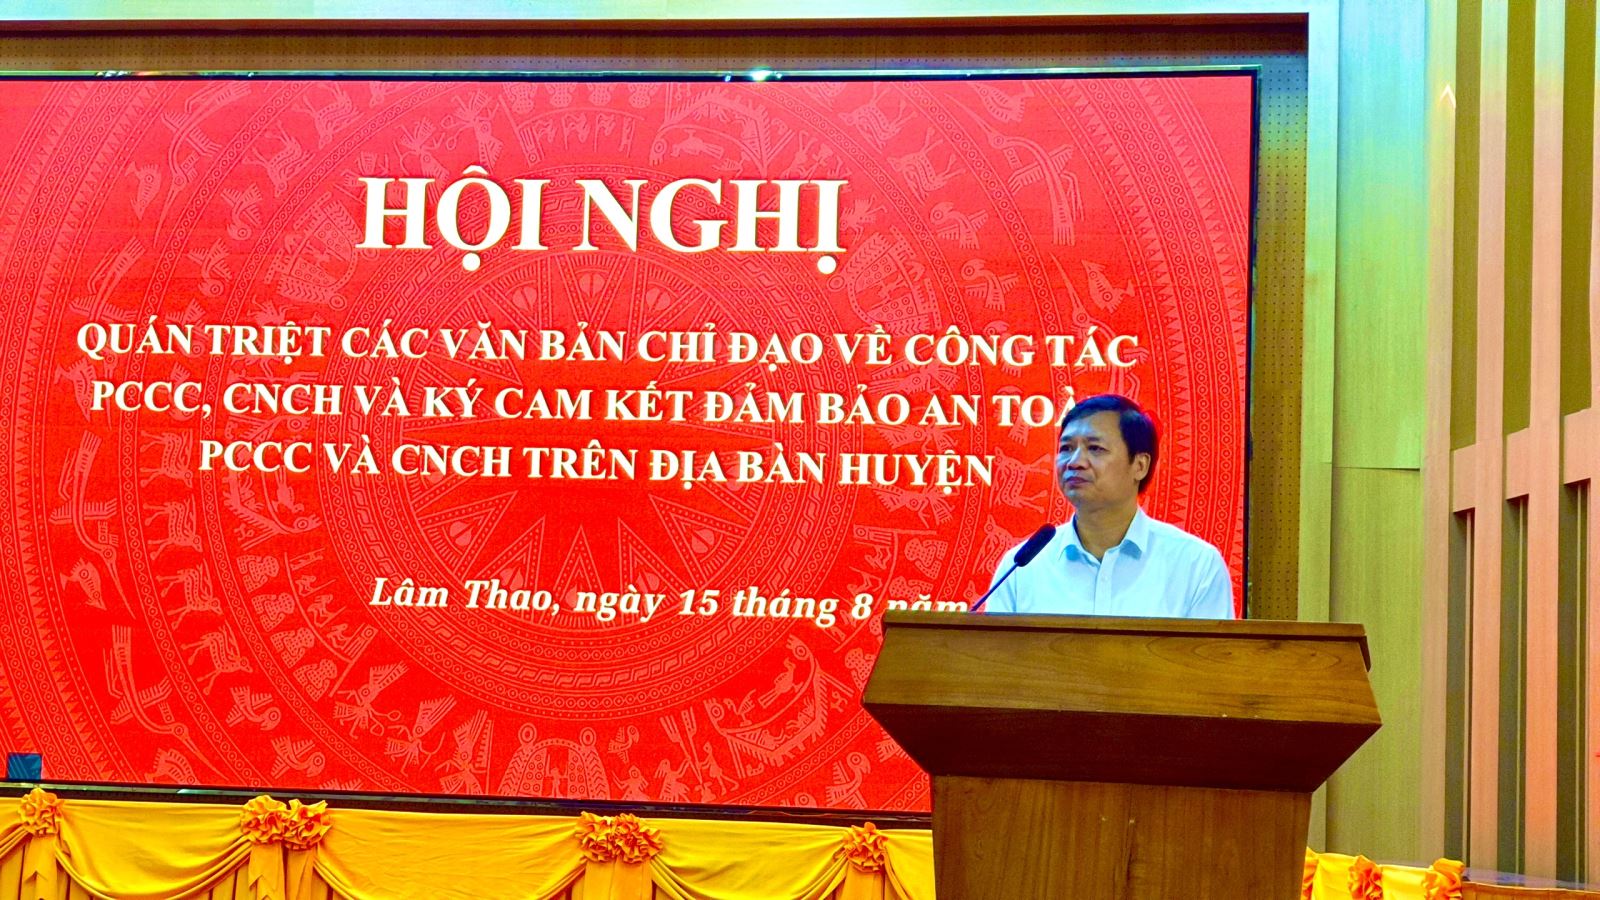 HỘI NGHỊ
QUÁN TRIỆT CÁC VĂN BẢN CHỈ ĐẠO VỀ CÔNG TÁC
PCCC, CNCH VÀ KÝ CAM KẾT ĐẢM BẢO AN TOÀ
PCCC VÀ CNCH TRÊN ĐỊA BÀN HUYỆN
Lâm Thao, ngày 15 tháng 8 năm